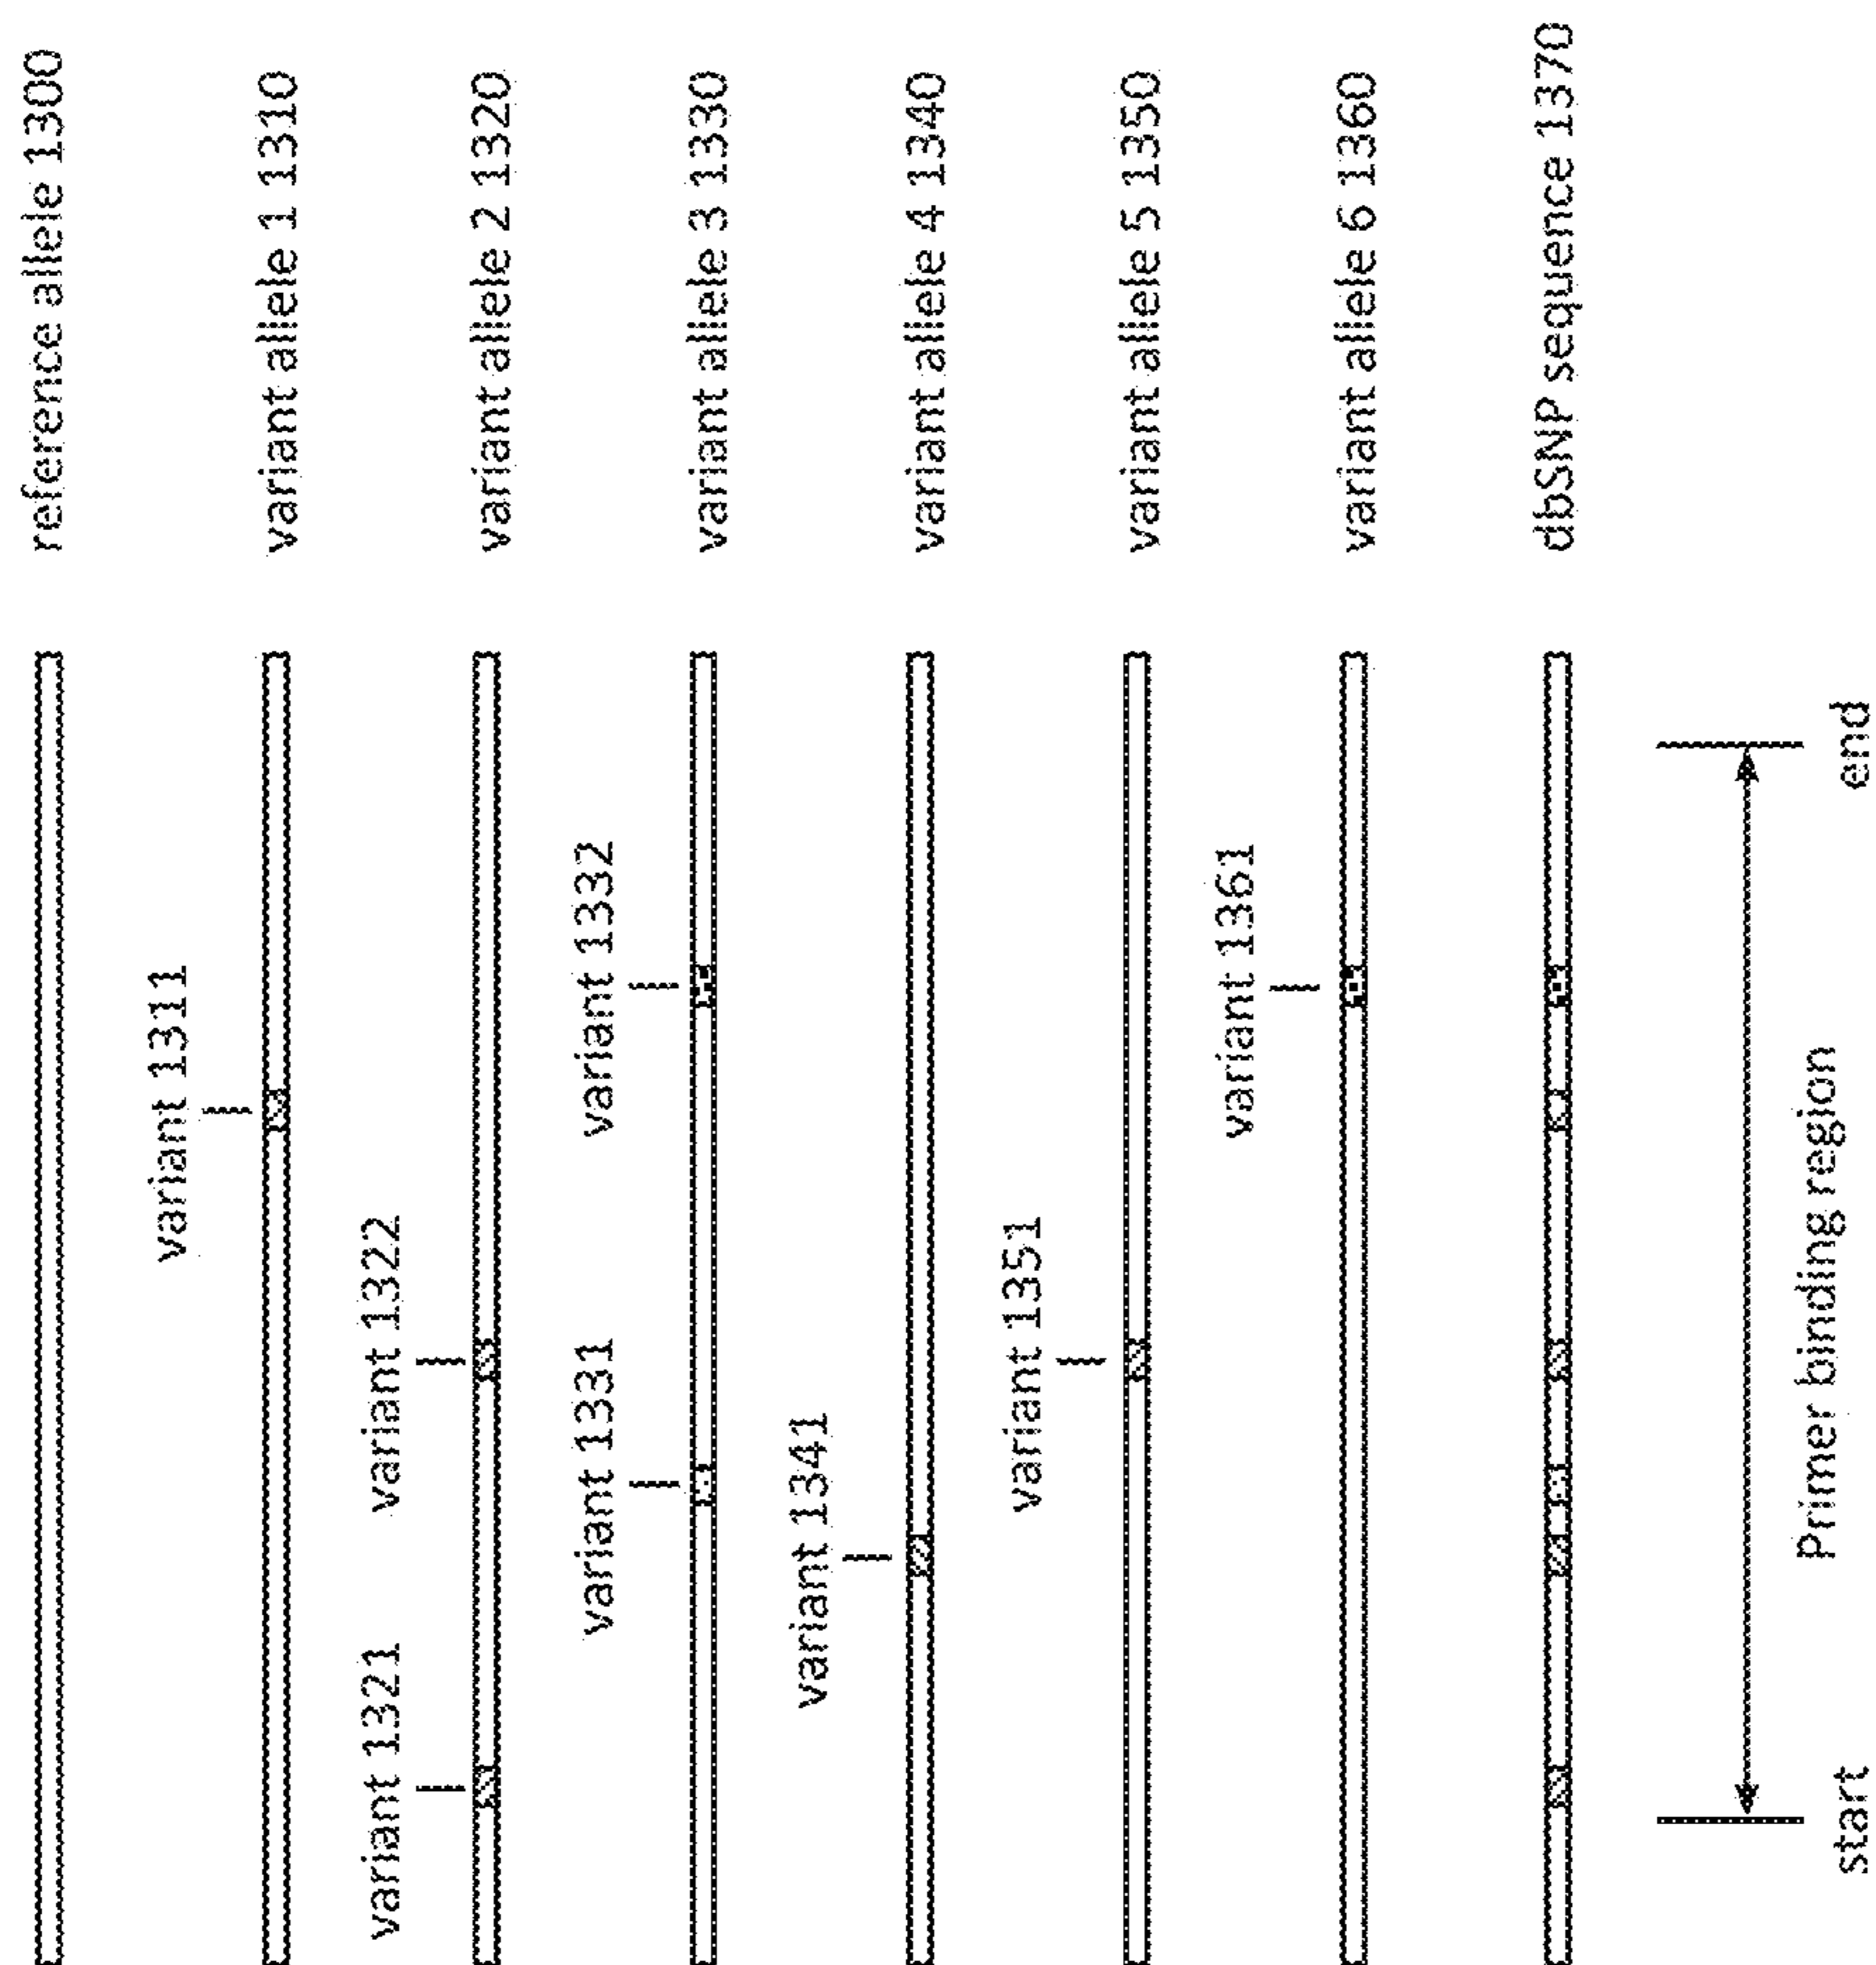 reference allele 1300
variant 1311
variant allele 1 1310
variant 1321
variant 1322
variant allele 2 1320
variant 1331
variant 1332
variant allele 3 1330
variant 1341
variant allele 4 1340
variant 1351
variant allele 5 1350
variant 1361
variant allele 6 1360
dbSNP sequence 1370
Primer binding region
start
end